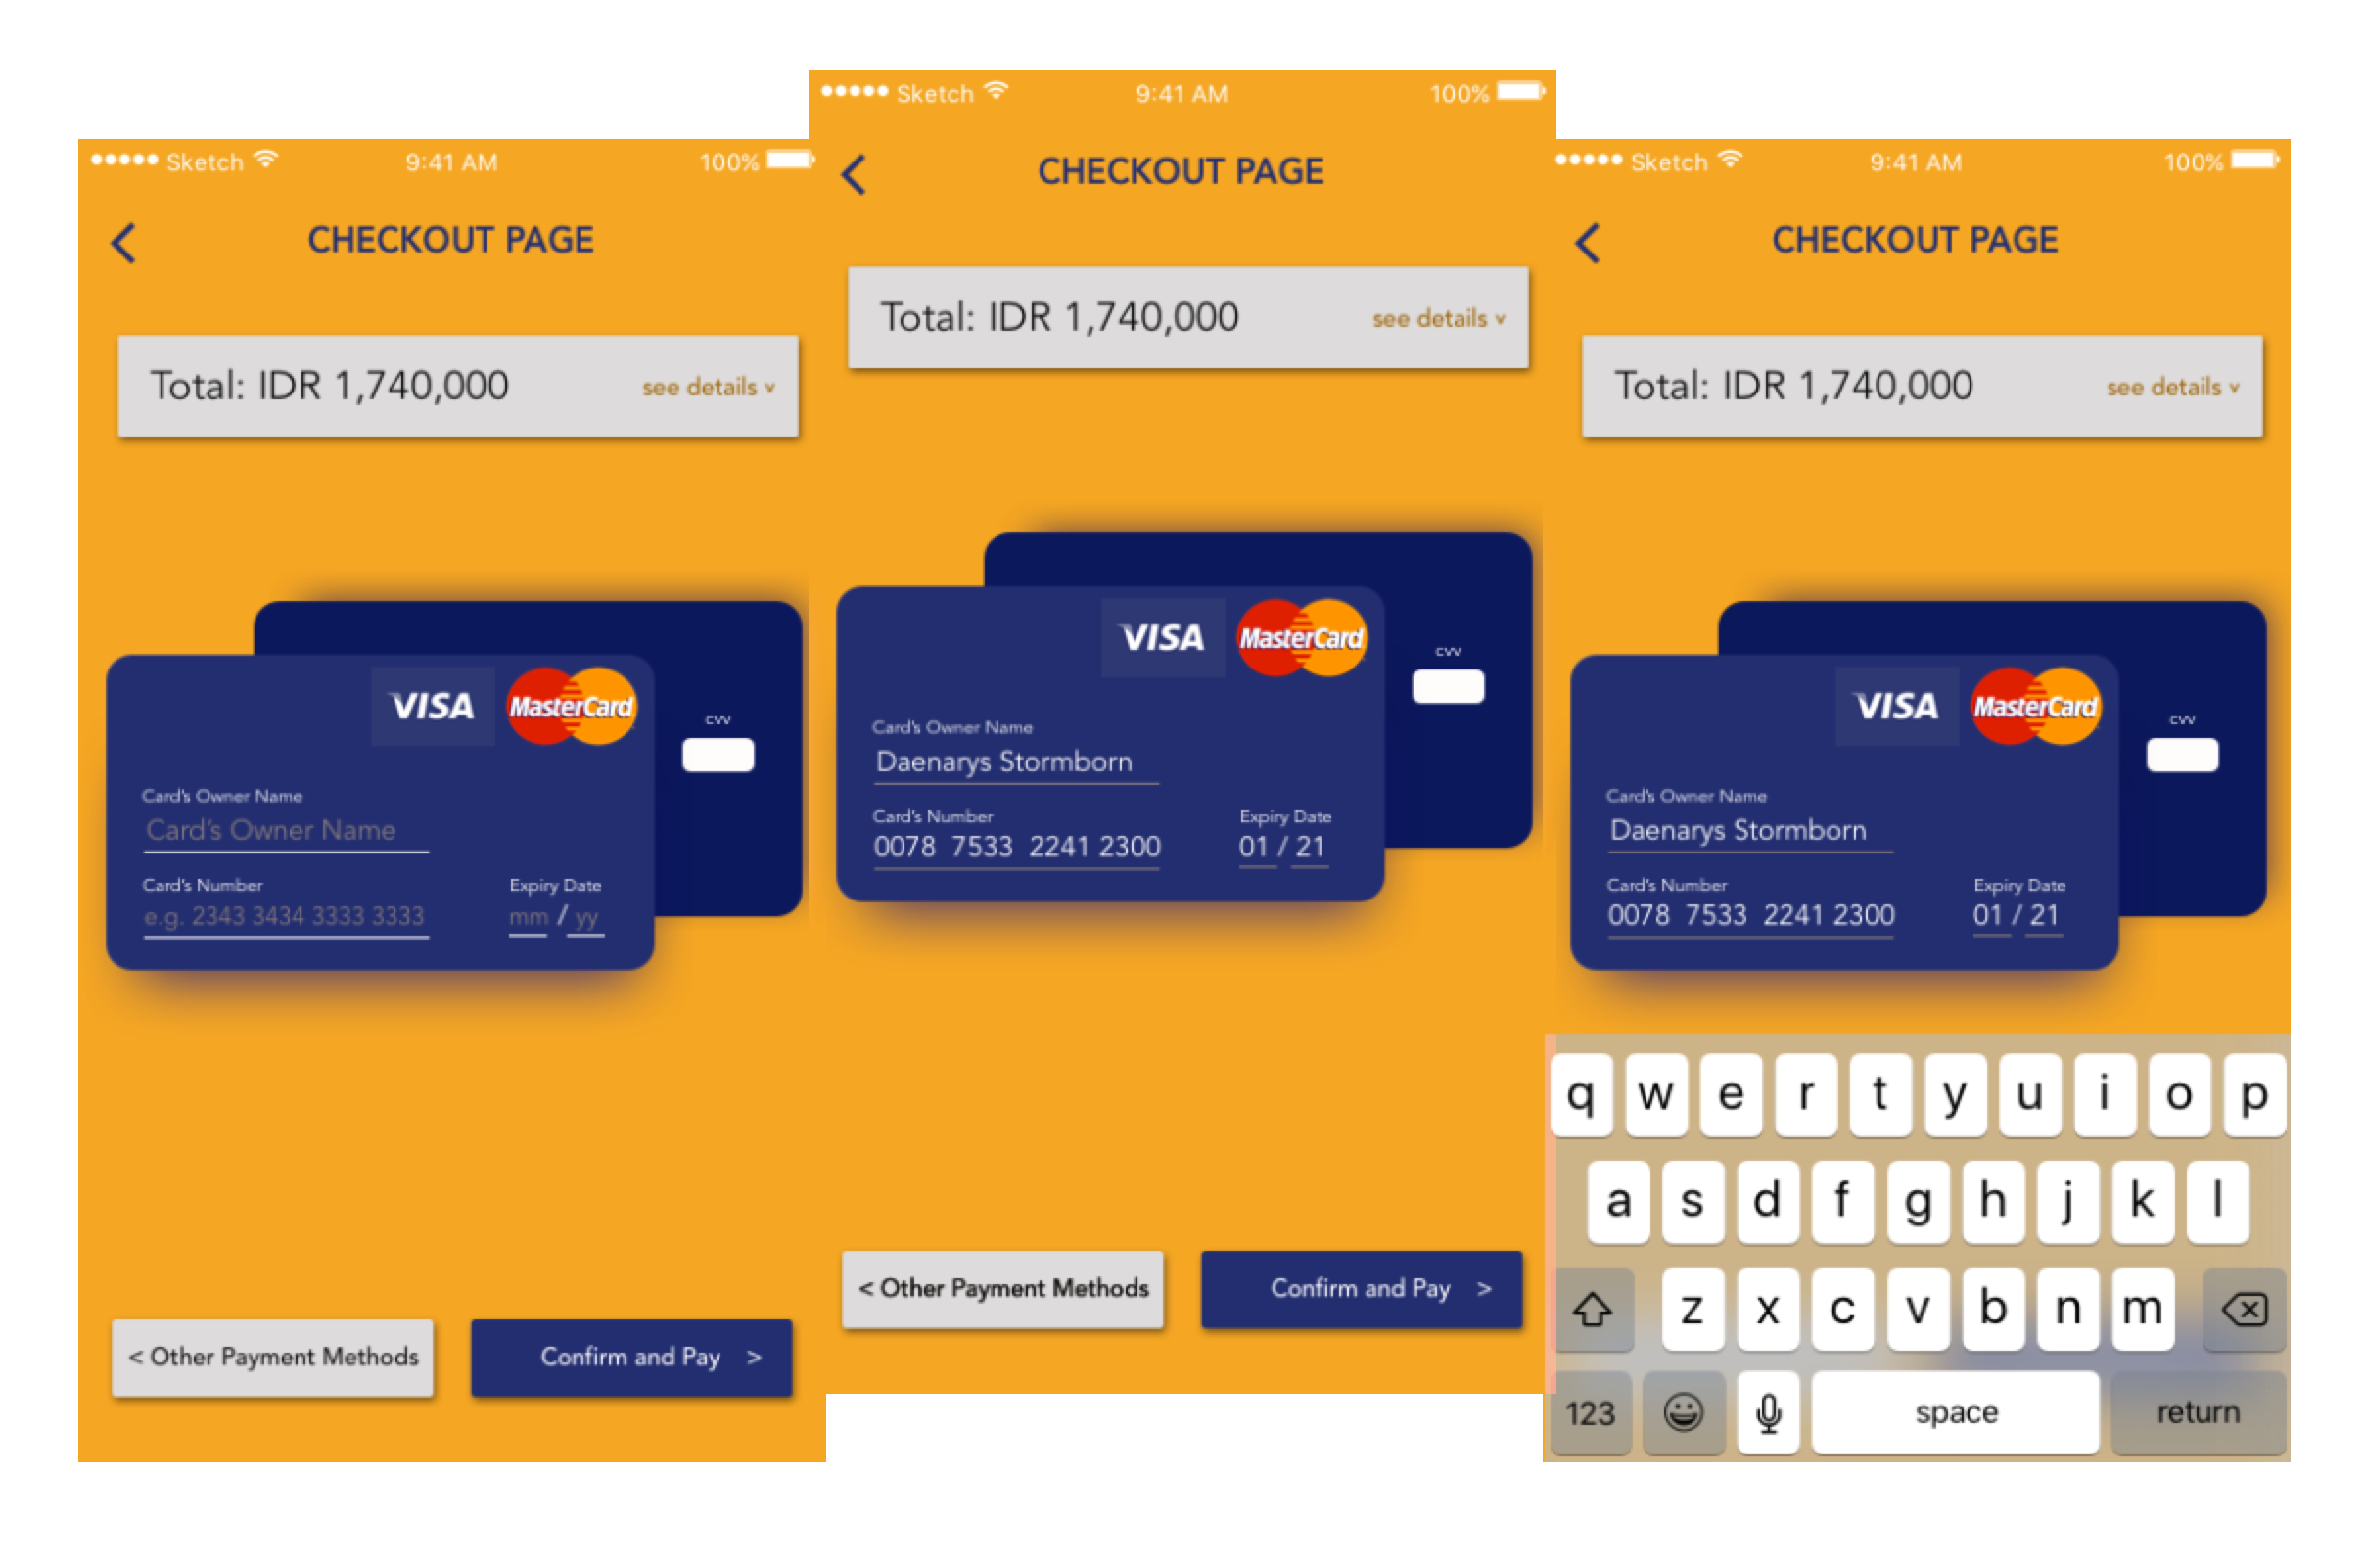 Sketch 9:41 AM 100%
CHECKOUT PAGE
Total: IDR 1,740,000 see details v
VISA MasterCard
cvv
Card's Owner Name
Card's Owner Name
Card's Number Expiry Date
e.g. 2343 3434 3333 3333 mm / yy
< Other Payment Methods Confirm and Pay >
Sketch 9:41 AM 100%
CHECKOUT PAGE
Total: IDR 1,740,000 see details v
VISA MasterCard
cvv
Card's Owner Name
Daenarys Stormborn
Card's Number Expiry Date
0078 7533 2241 2300 01 / 21
< Other Payment Methods Confirm and Pay >
Sketch 9:41 AM 100%
CHECKOUT PAGE
Total: IDR 1,740,000 see details v
VISA MasterCard
cvv
Card's Owner Name
Daenarys Stormborn
Card's Number Expiry Date
0078 7533 2241 2300 01 / 21
q w e r t y u i o p
a s d f g h j k l
z x c v b n m
123 space return